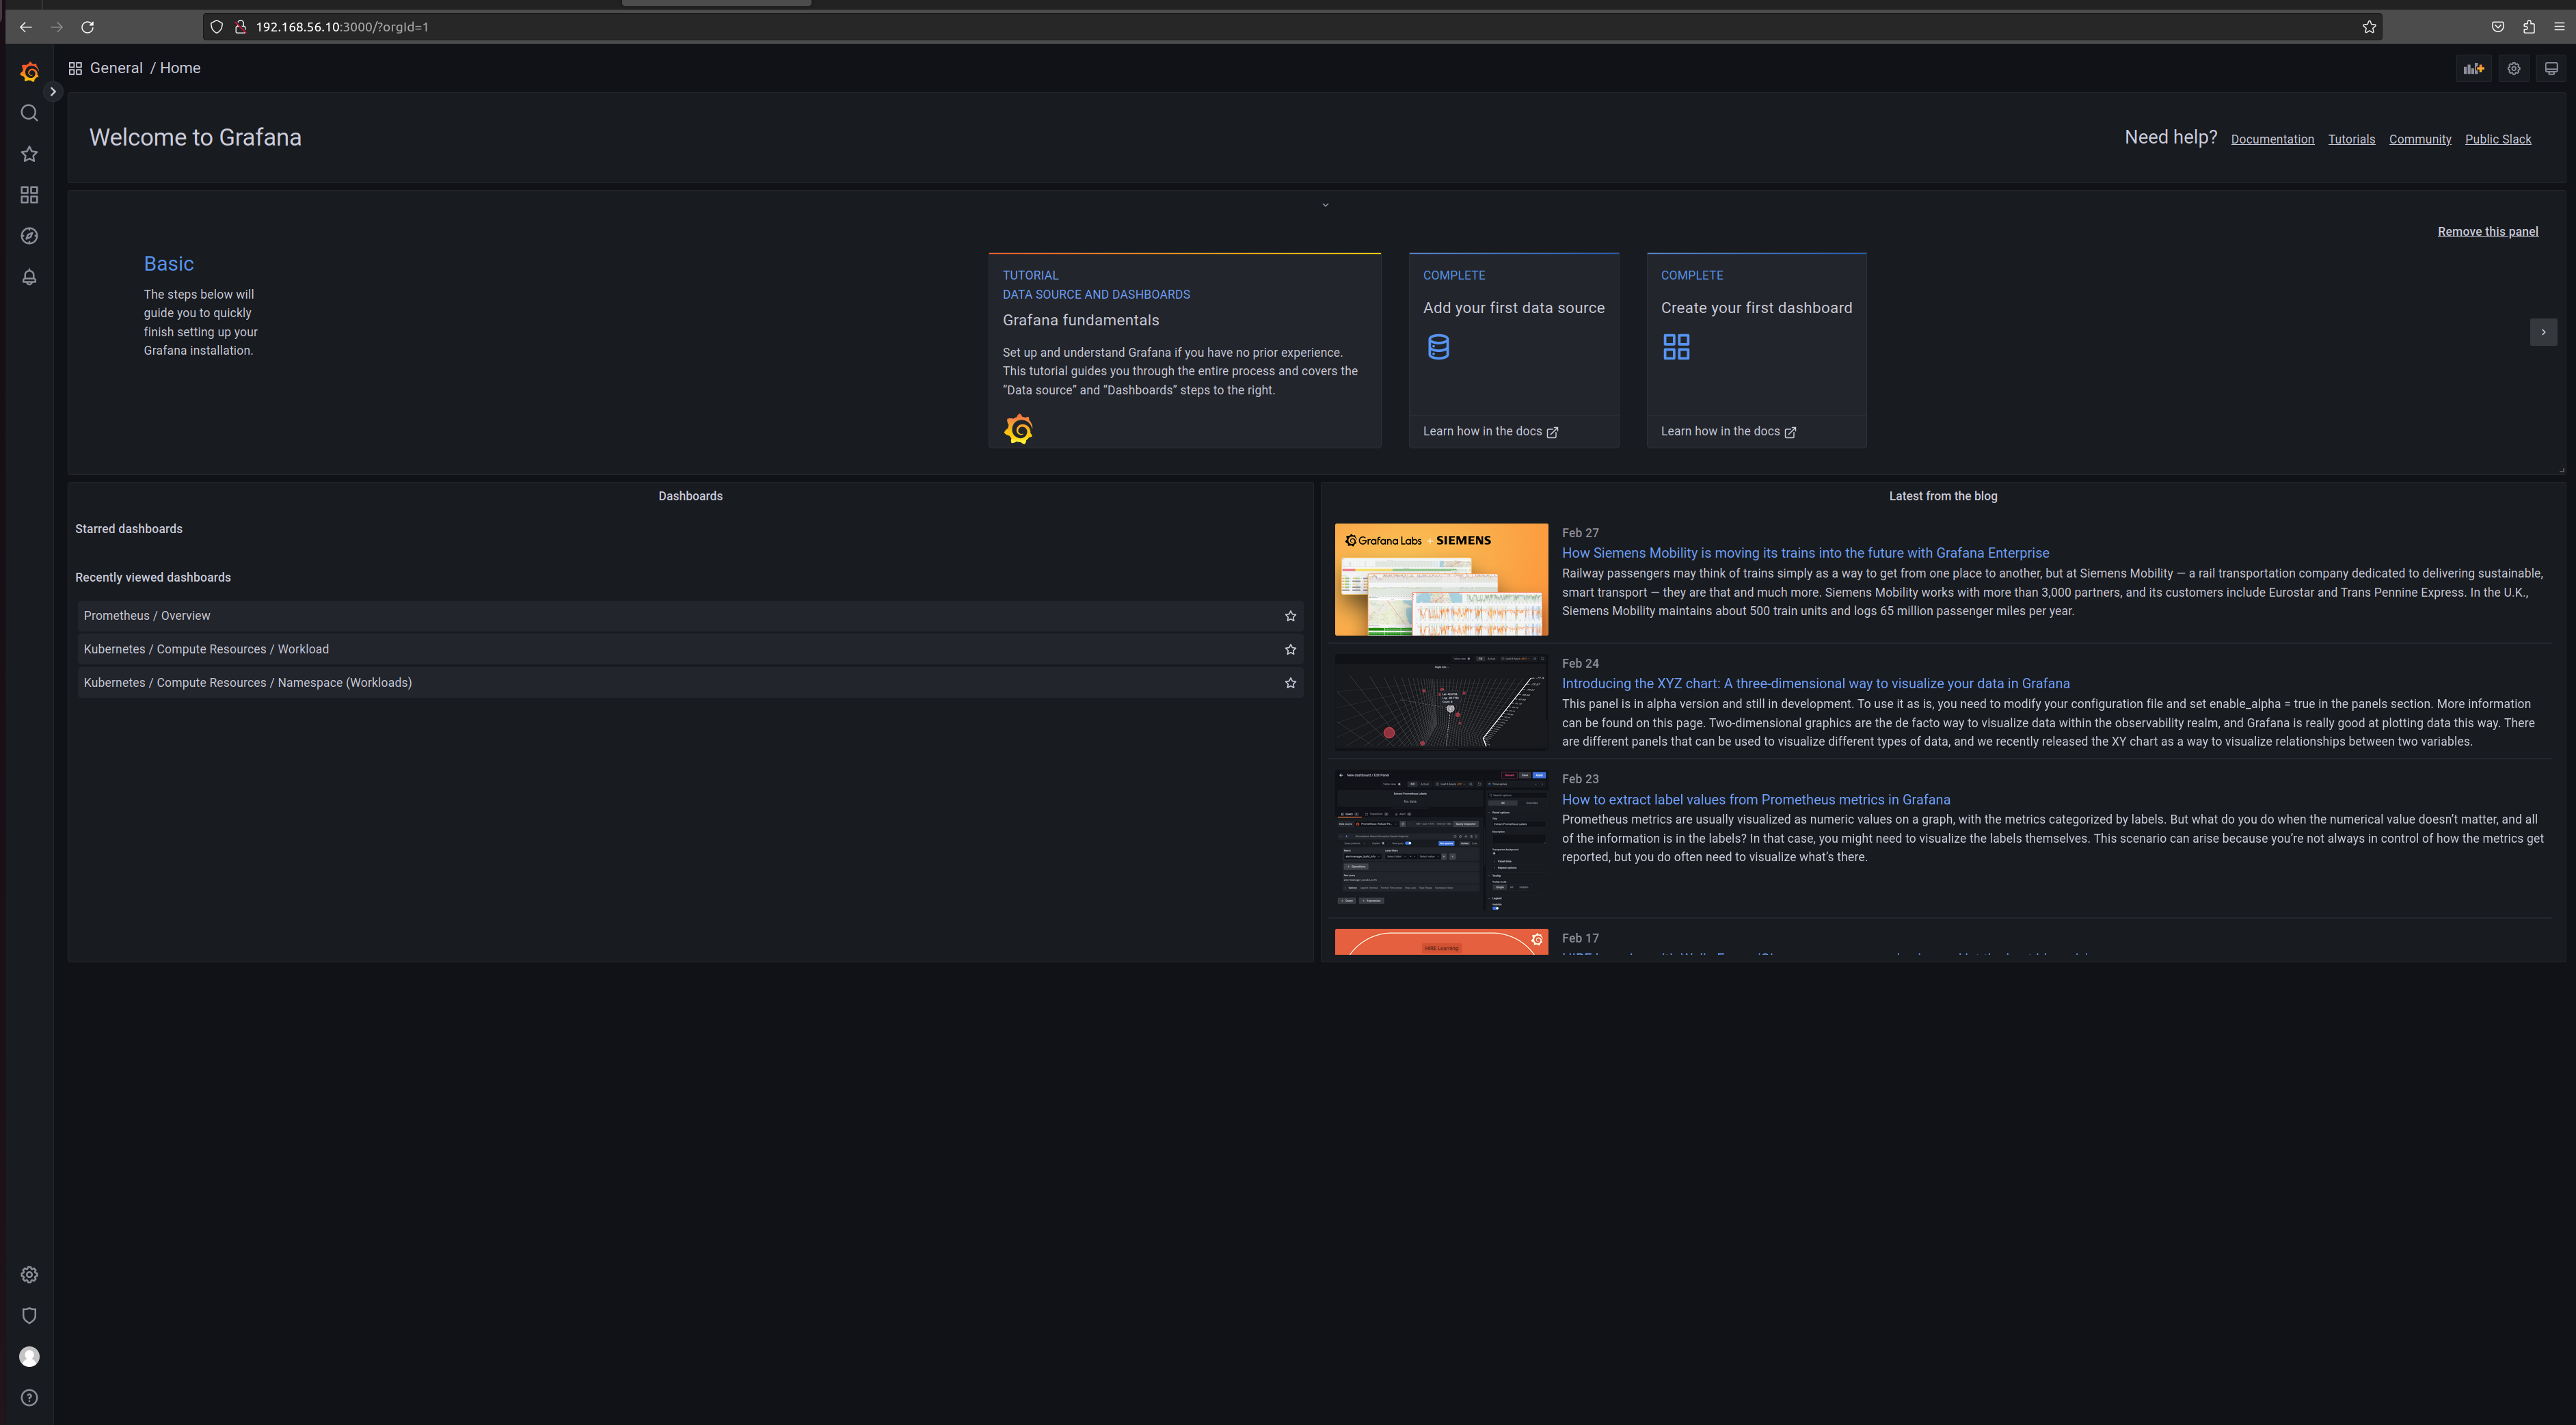 192.168.56.10:3000/?orgId=1
General / Home
Welcome to Grafana
Need help? Documentation Tutorials Community Public Slack
Remove this panel
Basic
The steps below will
guide you to quickly
finish setting up your
Grafana installation.
TUTORIAL
DATA SOURCE AND DASHBOARDS
Grafana fundamentals
Set up and understand Grafana if you have no prior experience.
This tutorial guides you through the entire process and covers the
“Data source” and “Dashboards” steps to the right.
COMPLETE
Add your first data source
Learn how in the docs
COMPLETE
Create your first dashboard
Learn how in the docs
Dashboards
Starred dashboards
Recently viewed dashboards
Prometheus / Overview
Kubernetes / Compute Resources / Workload
Kubernetes / Compute Resources / Namespace (Workloads)
Latest from the blog
Grafana Labs + SIEMENS
Feb 27
How Siemens Mobility is moving its trains into the future with Grafana Enterprise
Railway passengers may think of trains simply as a way to get from one place to another, but at Siemens Mobility — a rail transportation company dedicated to delivering sustainable,
smart transport — they are that and much more. Siemens Mobility works with more than 3,000 partners, and its customers include Eurostar and Trans Pennine Express. In the U.K.,
Siemens Mobility maintains about 500 train units and logs 65 million passenger miles per year.
Feb 24
Introducing the XYZ chart: A three-dimensional way to visualize your data in Grafana
This panel is in alpha version and still in development. To use it as is, you need to modify your configuration file and set enable_alpha = true in the panels section. More information
can be found on this page. Two-dimensional graphics are the de facto way to visualize data within the observability realm, and Grafana is really good at plotting data this way. There
are different panels that can be used to visualize different types of data, and we recently released the XY chart as a way to visualize relationships between two variables.
Feb 23
How to extract label values from Prometheus metrics in Grafana
Prometheus metrics are usually visualized as numeric values on a graph, with the metrics categorized by labels. But what do you do when the numerical value doesn’t matter, and all
of the information is in the labels? In that case, you might need to visualize the labels themselves. This scenario can arise because you’re not always in control of how the metrics get
reported, but you do often need to visualize what’s there.
HIRE Learning
Feb 17